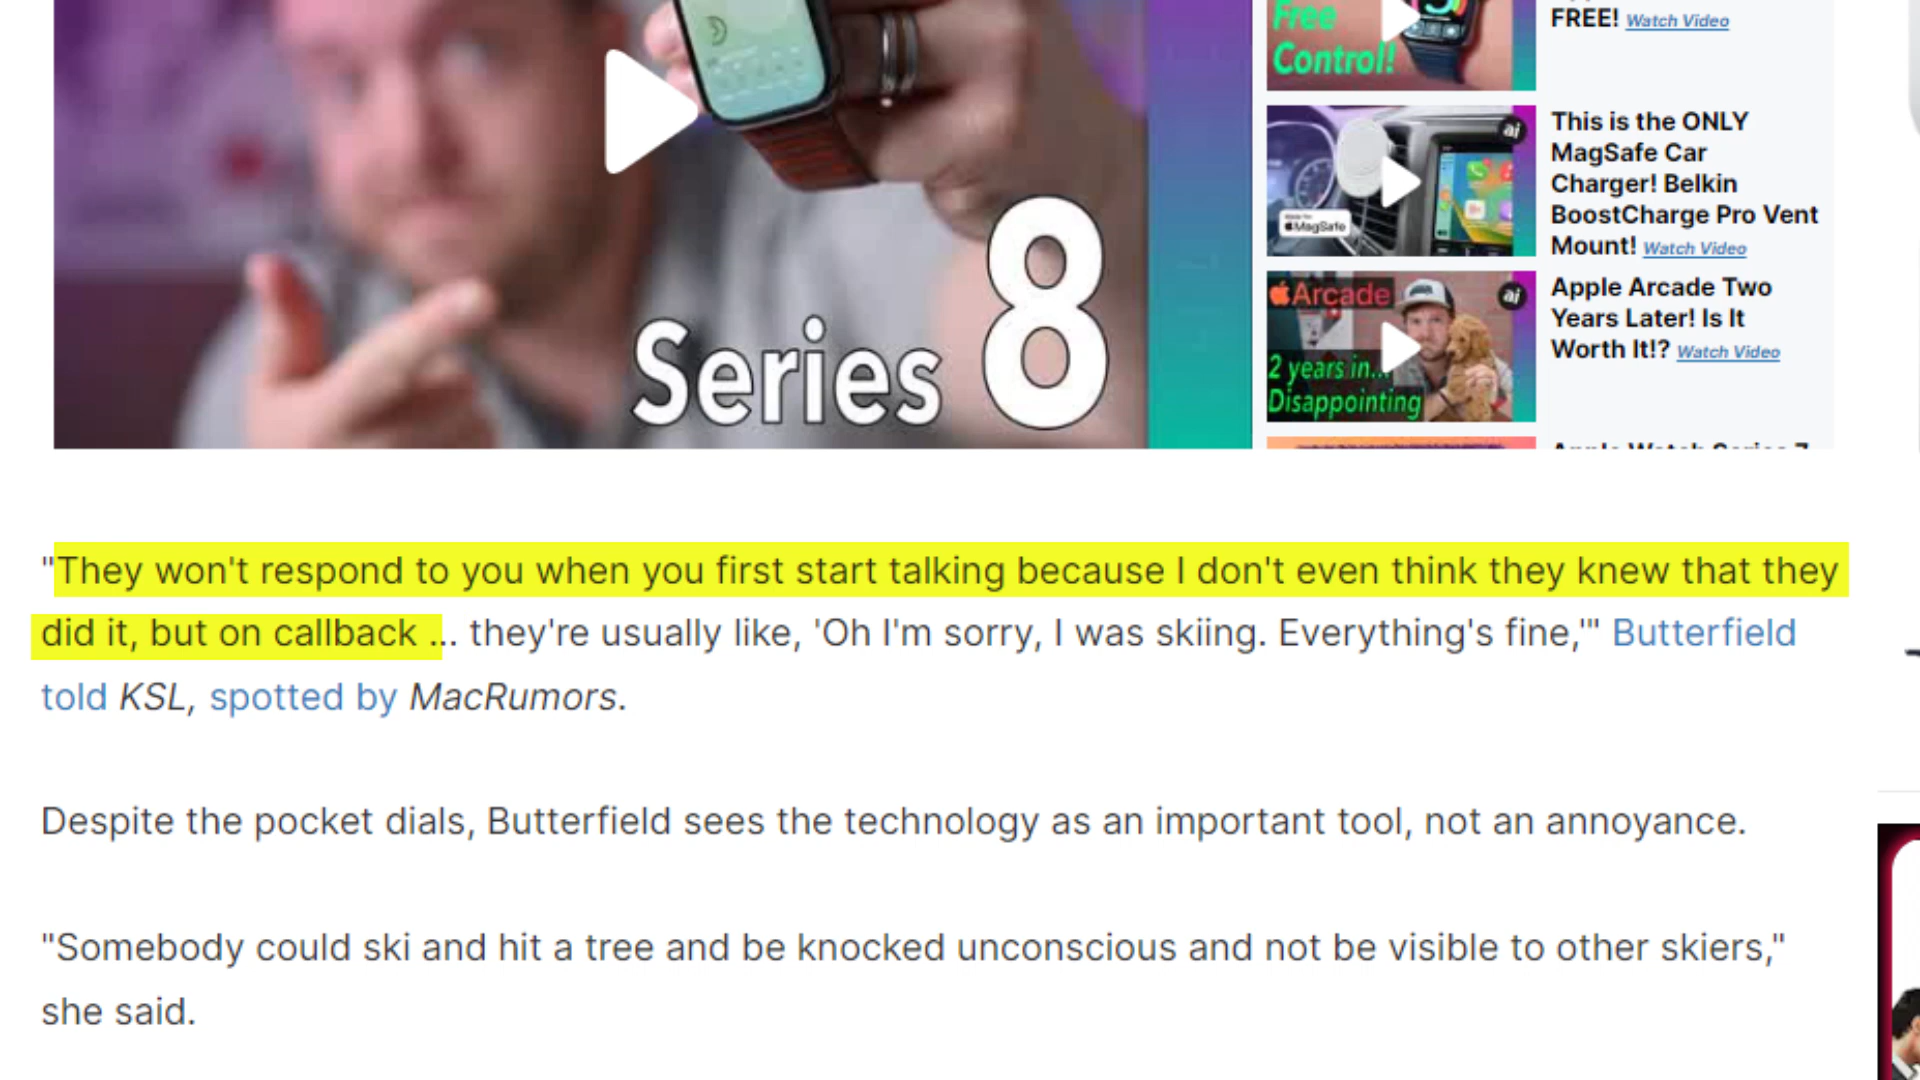 Series 8
Free
Control!
FREE! Watch Video
ai
Made for
MagSafe
This is the ONLY
MagSafe Car
Charger! Belkin
BoostCharge Pro Vent
Mount! Watch Video
Arcade
ai
2 years in...
Disappointing
Apple Arcade Two
Years Later! Is It
Worth It!? Watch Video
"They won't respond to you when you first start talking because I don't even think they knew that they
did it, but on callback ... they're usually like, 'Oh I'm sorry, I was skiing. Everything's fine,'" Butterfield
told KSL, spotted by MacRumors.
Despite the pocket dials, Butterfield sees the technology as an important tool, not an annoyance.
"Somebody could ski and hit a tree and be knocked unconscious and not be visible to other skiers,"
she said.